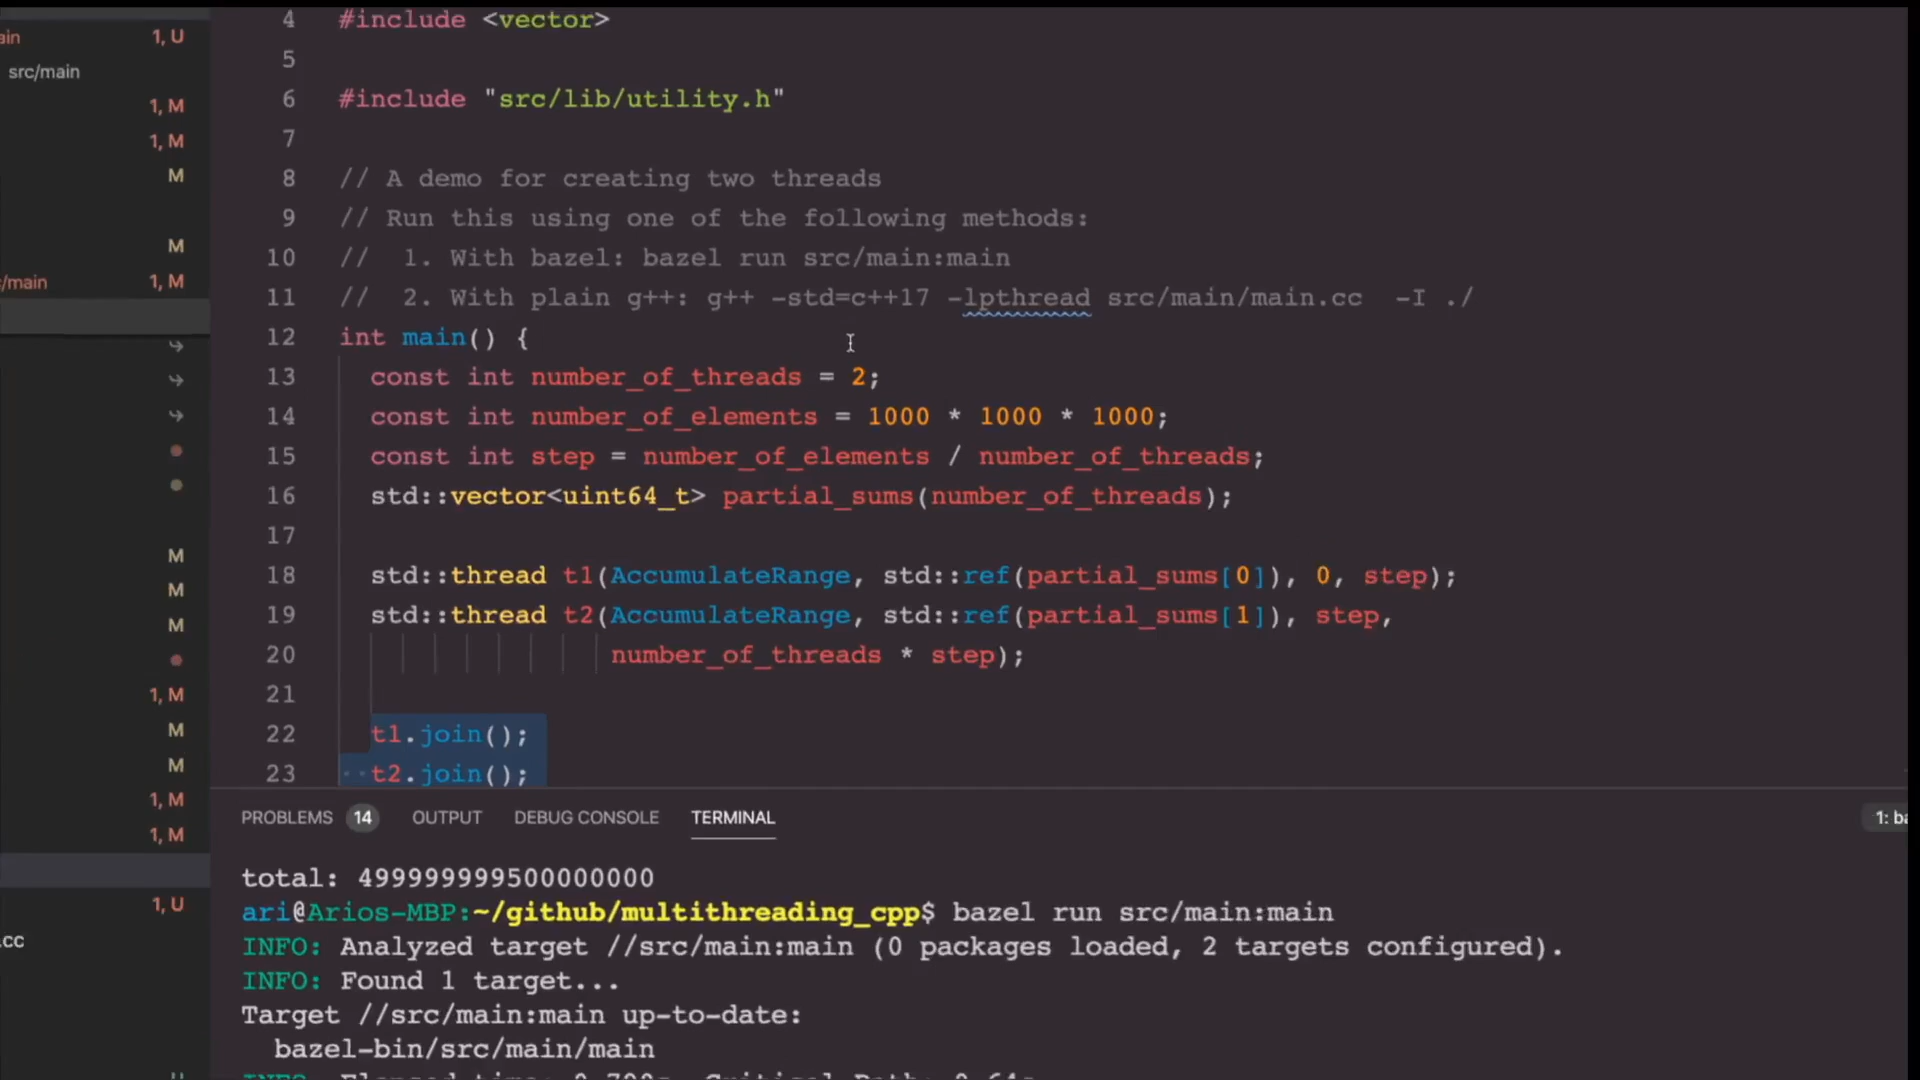 ain 1, U
src/main
1, M
1, M
M
M
/main 1, M
M
M
M
1, M
M
M
1, M
1, M
1, U
.cc
4 #include <vector>
5
6 #include "src/lib/utility.h"
7
8 // A demo for creating two threads
9 // Run this using one of the following methods:
10 //  1. With bazel: bazel run src/main:main
11 //  2. With plain g++: g++ -std=c++17 -lpthread src/main/main.cc  -I ./
12 int main() {
13   const int number_of_threads = 2;
14   const int number_of_elements = 1000 * 1000 * 1000;
15   const int step = number_of_elements / number_of_threads;
16   std::vector<uint64_t> partial_sums(number_of_threads);
17
18   std::thread t1(AccumulateRange, std::ref(partial_sums[0]), 0, step);
19   std::thread t2(AccumulateRange, std::ref(partial_sums[1]), step,
20                  number_of_threads * step);
21
22   t1.join();
23   t2.join();
PROBLEMS 14 OUTPUT DEBUG CONSOLE TERMINAL 1: ba
total: 499999999500000000
ari@Arios-MBP:~/github/multithreading_cpp$ bazel run src/main:main
INFO: Analyzed target //src/main:main (0 packages loaded, 2 targets configured).
INFO: Found 1 target...
Target //src/main:main up-to-date:
  bazel-bin/src/main/main